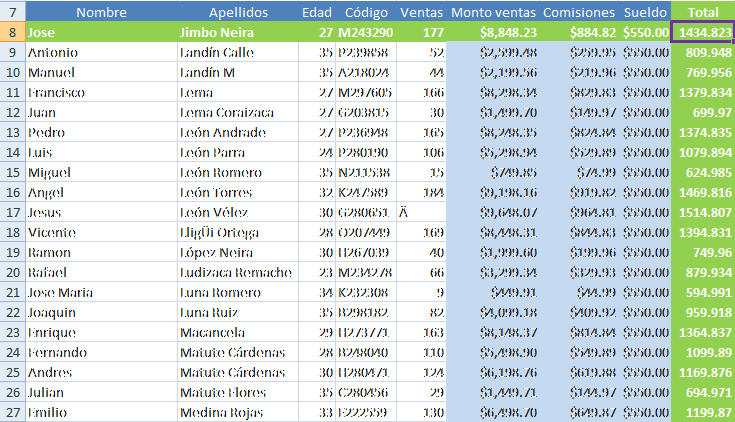 7 Nombre Apellidos Edad Código Ventas Monto ventas Comisiones Sueldo Total
8 Jose Jimbo Neira 27 M243290 177 $8,848.23 $884.82 $550.00 1434.823
9 Antonio Landín Calle 35 P239858 52 $2,599.48 $259.95 $550.00 809.948
10 Manuel Landín M 35 A218024 44 $2,199.56 $219.96 $550.00 769.956
11 Francisco Lema 27 M297605 166 $8,298.34 $829.83 $550.00 1379.834
12 Juan Lema Coraizaca 27 G203815 30 $1,499.70 $149.97 $550.00 699.97
13 Pedro León Andrade 27 P236948 165 $8,248.35 $824.84 $550.00 1374.835
14 Luis León Parra 24 P280190 106 $5,298.94 $529.89 $550.00 1079.894
15 Miguel León Romero 35 N211538 15 $749.85 $74.99 $550.00 624.985
16 Angel León Torres 32 K247589 184 $9,198.16 $919.82 $550.00 1469.816
17 Jesus León Vélez 30 G280651 Ä $9,648.07 $964.81 $550.00 1514.807
18 Vicente LligÜi Ortega 28 O207449 169 $8,448.31 $844.83 $550.00 1394.831
19 Ramon López Neira 30 H267039 40 $1,999.60 $199.96 $550.00 749.96
20 Rafael Ludizaca Remache 23 M234278 66 $3,299.34 $329.93 $550.00 879.934
21 Jose Maria Luna Romero 34 K232308 9 $449.91 $44.99 $550.00 594.991
22 Joaquin Luna Ruiz 35 B298182 82 $4,099.18 $409.92 $550.00 959.918
23 Enrique Macancela 29 H273771 163 $8,148.37 $814.84 $550.00 1364.837
24 Fernando Matute Cárdenas 28 B248040 110 $5,498.90 $549.89 $550.00 1099.89
25 Andres Matute Cárdenas 30 H280471 124 $6,198.76 $619.88 $550.00 1169.876
26 Julian Matute Flores 35 C280456 29 $1,449.71 $144.97 $550.00 694.971
27 Emilio Medina Rojas 33 E222559 130 $6,498.70 $649.87 $550.00 1199.87